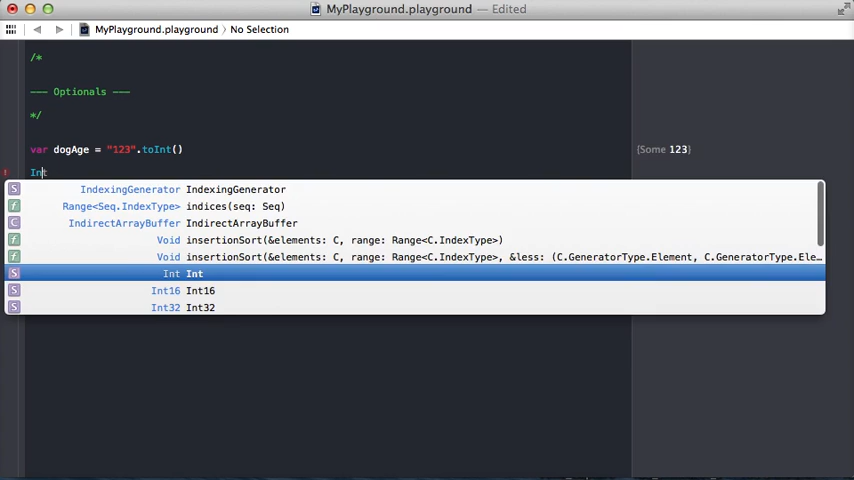 MyPlayground.playground — Edited
MyPlayground.playground 〉 No Selection
/*
--- Optionals ---
*/
var dogAge = "123".toInt() {Some 123}
! Int
S IndexingGenerator IndexingGenerator
f Range<Seq.IndexType> indices(seq: Seq)
C IndirectArrayBuffer IndirectArrayBuffer
f Void insertionSort(&elements: C, range: Range<C.IndexType>)
f Void insertionSort(&elements: C, range: Range<C.IndexType>, &less: (C.GeneratorType.Element, C.GeneratorType.Ele...
S Int Int
S Int16 Int16
S Int32 Int32